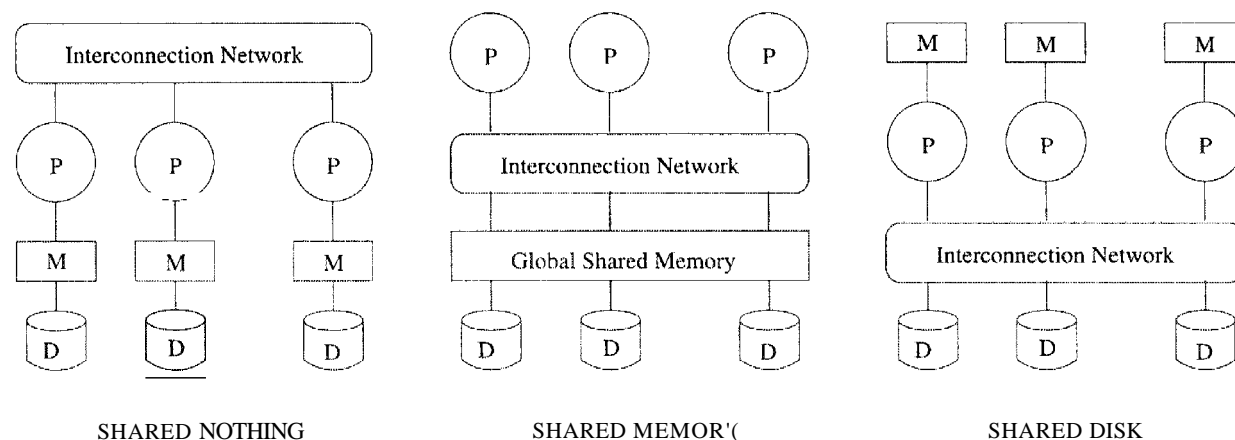 Interconnection Network
P
P
P
M
M
M
D
D
D
SHARED NOTHING
P
P
P
Interconnection Network
Global Shared Memory
D
D
D
SHARED MEMOR'(
M
M
M
P
P
P
Interconnection Network
D
D
D
SHARED DISK